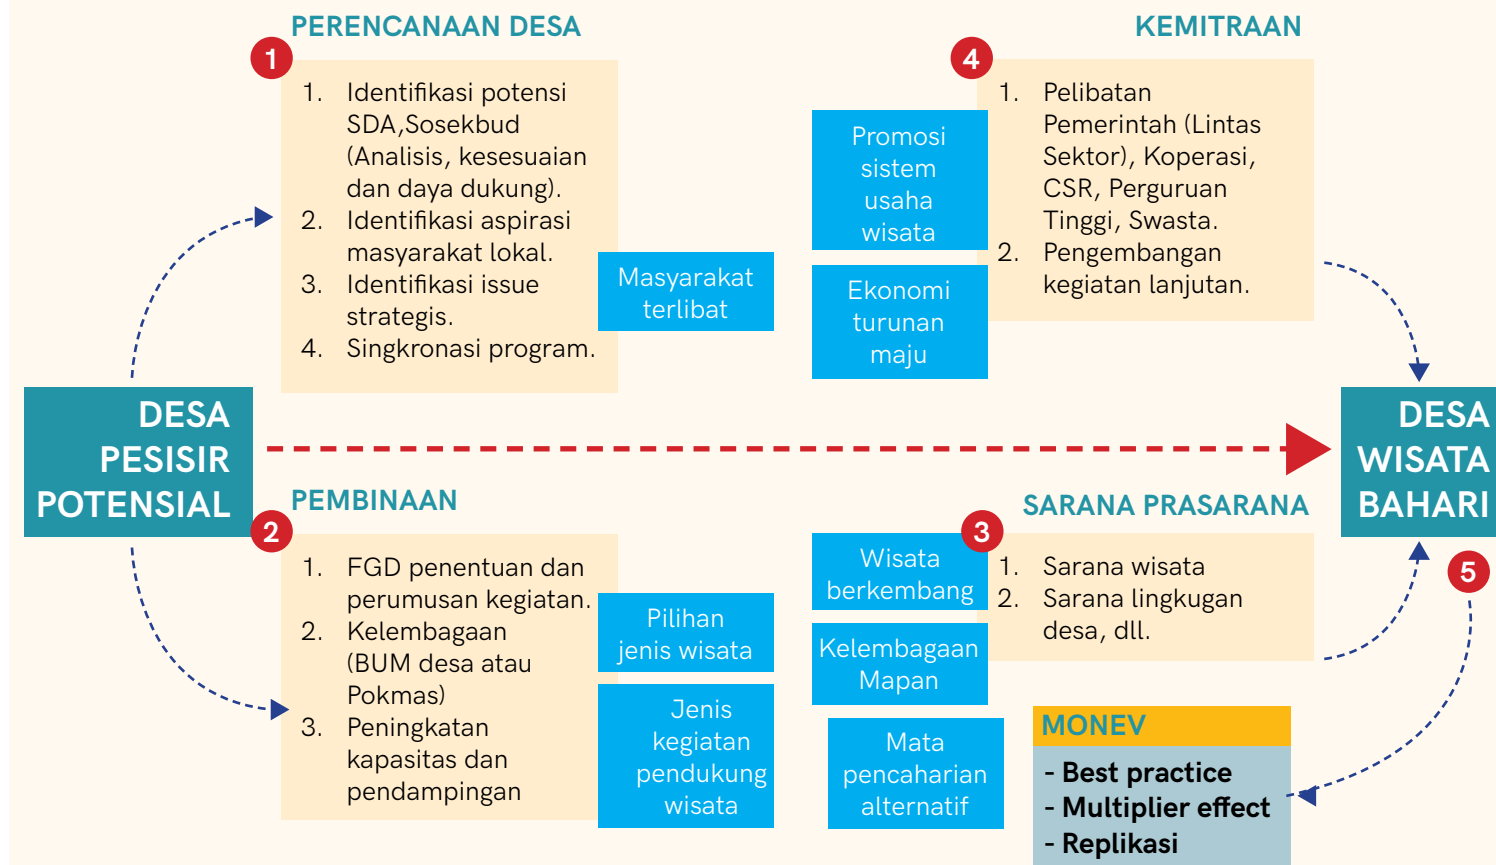 PERENCANAAN DESA
1
1. Identifikasi potensi
SDA,Sosekbud
(Analisis, kesesuaian
dan daya dukung).
2. Identifikasi aspirasi
masyarakat lokal.
3. Identifikasi issue
strategis.
4. Singkronasi program.
Masyarakat
terlibat
KEMITRAAN
4
1. Pelibatan
Pemerintah (Lintas
Sektor), Koperasi,
CSR, Perguruan
Tinggi, Swasta.
2. Pengembangan
kegiatan lanjutan.
Promosi
sistem
usaha
wisata
Ekonomi
turunan
maju
DESA
PESISIR
POTENSIAL
DESA
WISATA
BAHARI
PEMBINAAN
2
1. FGD penentuan dan
perumusan kegiatan.
2. Kelembagaan
(BUM desa atau
Pokmas)
3. Peningkatan
kapasitas dan
pendampingan
Pilihan
jenis wisata
Jenis
kegiatan
pendukung
wisata
SARANA PRASARANA
3
1. Sarana wisata
2. Sarana lingkugan
desa, dll.
Wisata
berkembang
Kelembagaan
Mapan
Mata
pencaharian
alternatif
5
MONEV
- Best practice
- Multiplier effect
- Replikasi